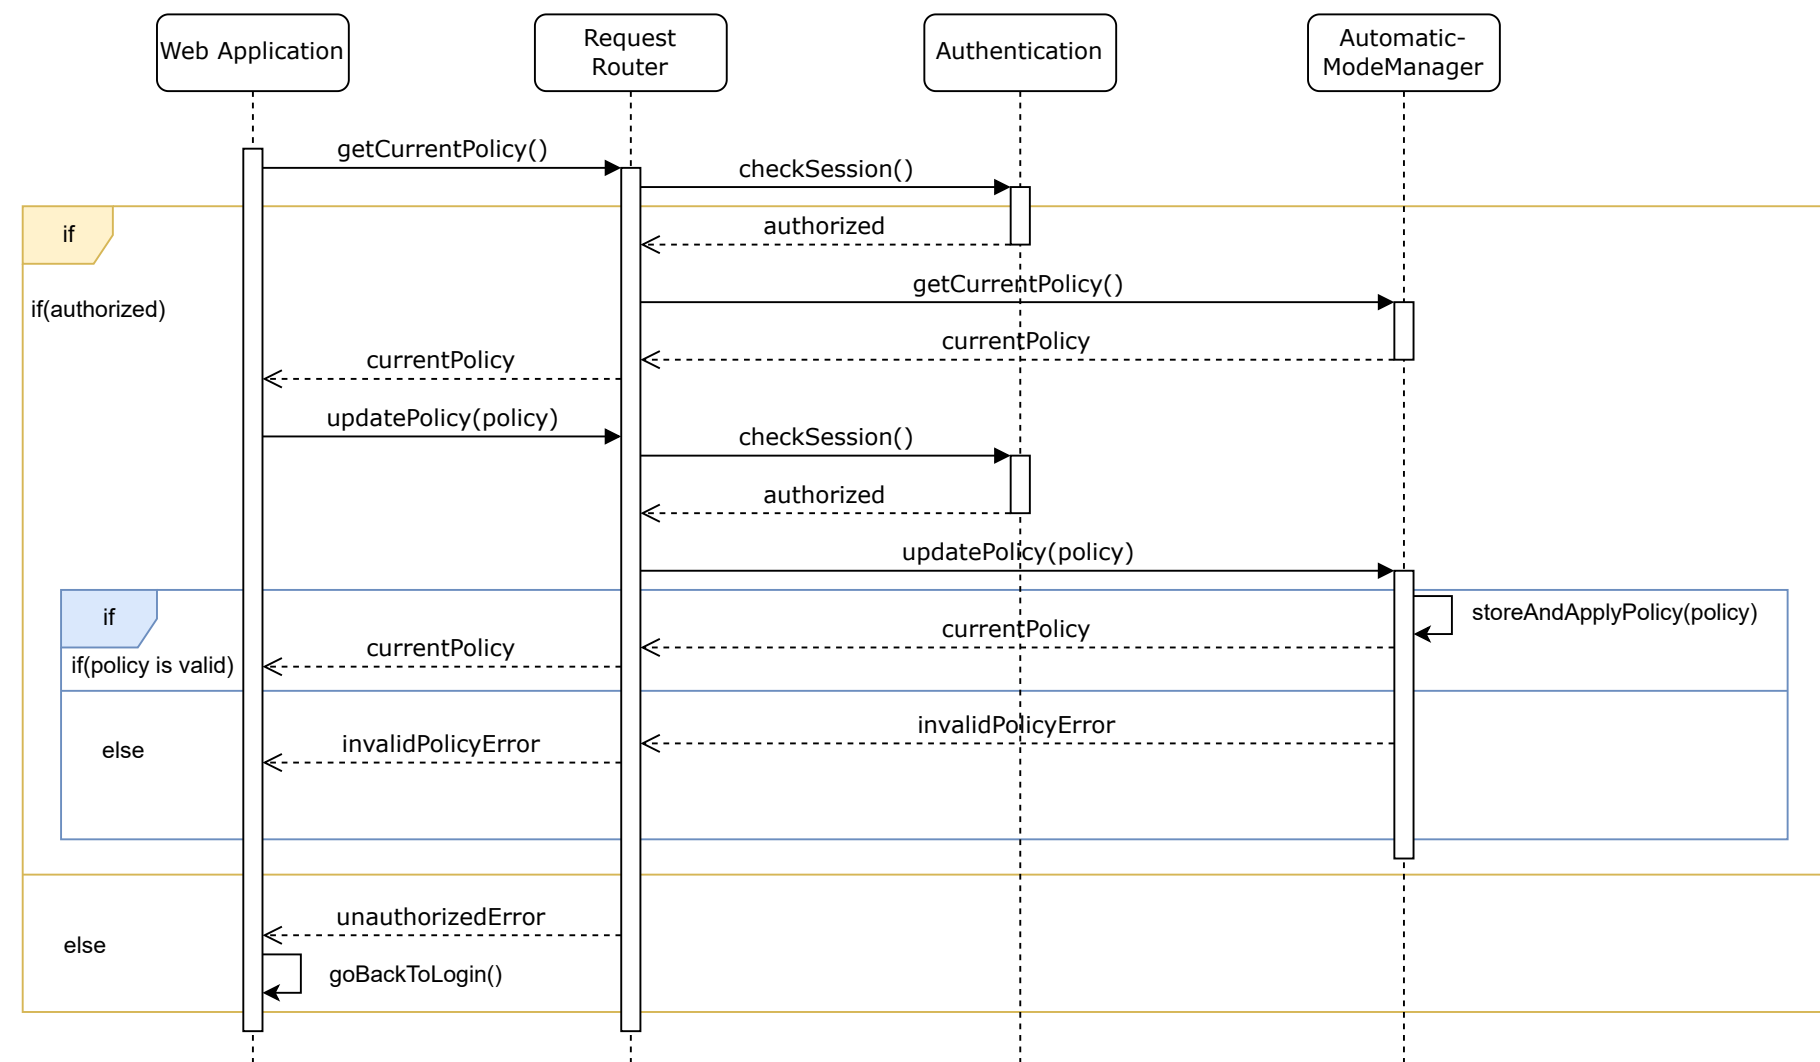 Web Application
Request
Router
Authentication
Automatic-
ModeManager
getCurrentPolicy()
checkSession()
authorized
if
if(authorized)
getCurrentPolicy()
currentPolicy
currentPolicy
updatePolicy(policy)
checkSession()
authorized
updatePolicy(policy)
if
storeAndApplyPolicy(policy)
currentPolicy
currentPolicy
if(policy is valid)
invalidPolicyError
invalidPolicyError
else
unauthorizedError
else
goBackToLogin()